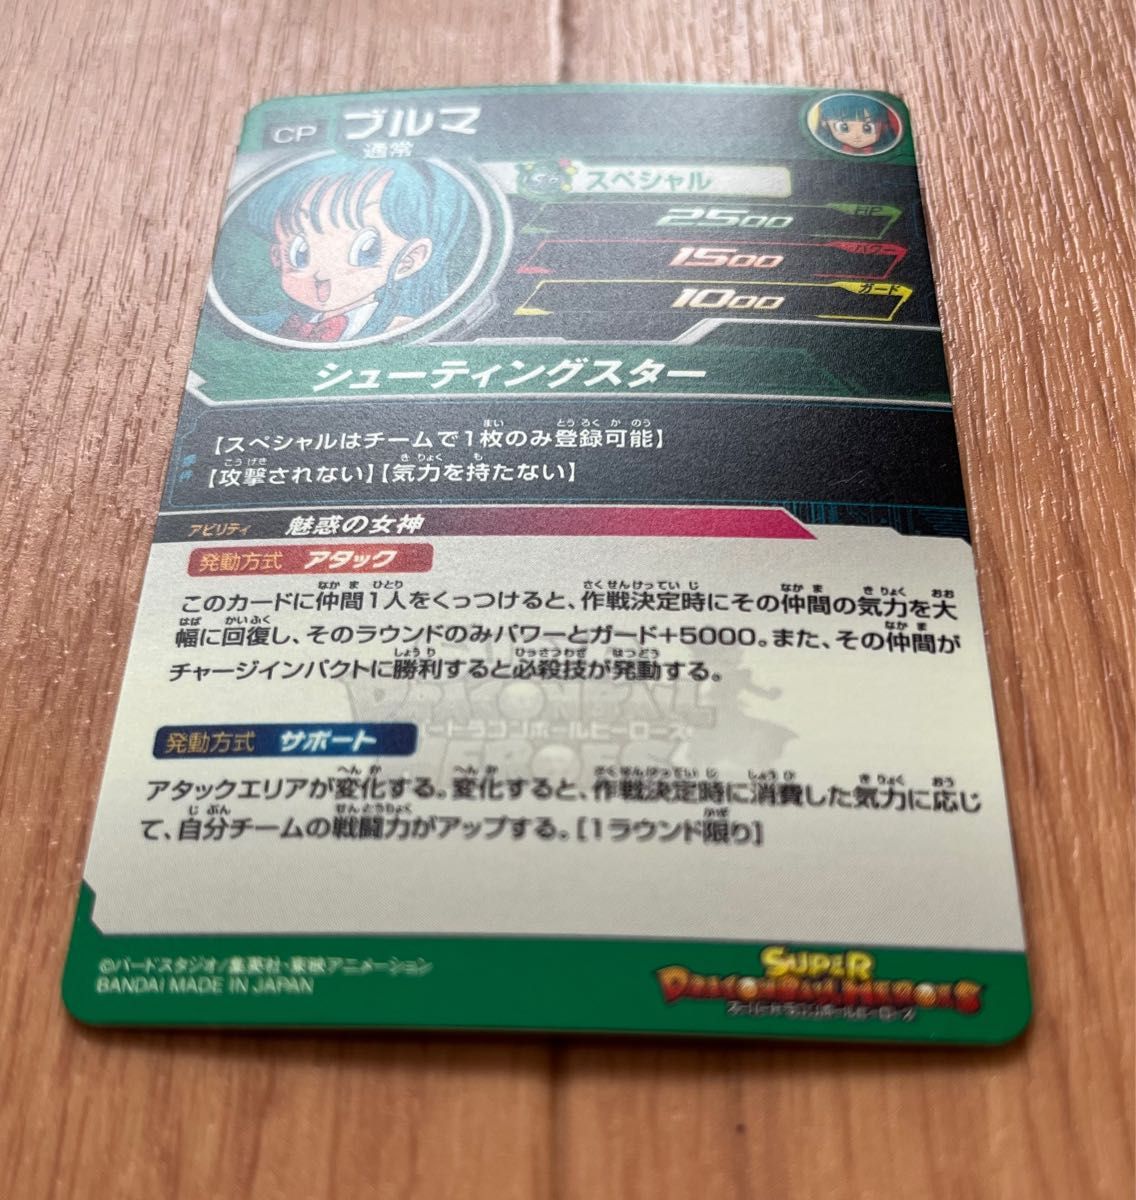 CP ブルマ
通常
スペシャル
2500 HP
1500 パワー
1000 ガード
シューティングスター
【スペシャルはチームで1枚のみ登録可能】
【攻撃されない】【気力を持たない】
アビリティ 魅惑の女神
発動方式 アタック
このカードに仲間1人をくっつけると、作戦決定時にその仲間の気力を大
幅に回復し、そのラウンドのみパワーとガード+5000。また、その仲間が
チャージインパクトに勝利すると必殺技が発動する。
発動方式 サポート
アタックエリアが変化する。変化すると、作戦決定時に消費した気力に応じ
て、自分チームの戦闘力がアップする。[1ラウンド限り]
©バードスタジオ/集英社・東映アニメーション
BANDAI MADE IN JAPAN
SUPER
DRAGONBALL HEROES
スーパードラゴンボールヒーローズ